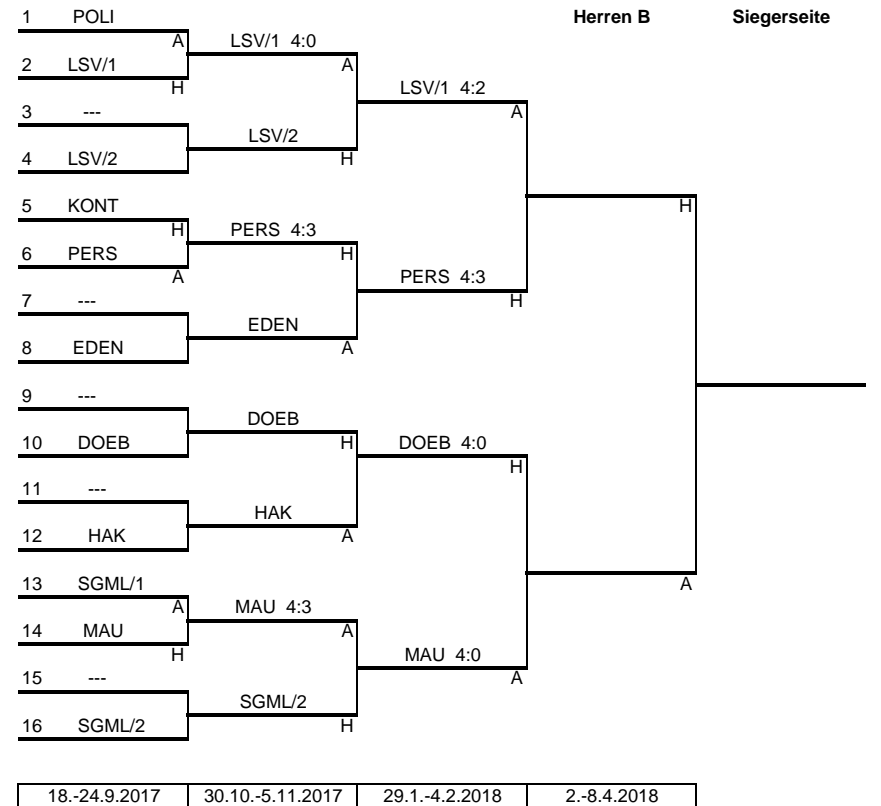 1 POLI Herren B Siegerseite
A LSV/1 4:0
2 LSV/1 A
H LSV/1 4:2
3 --- A
LSV/2
4 LSV/2 H
5 KONT H
H PERS 4:3
6 PERS H
A PERS 4:3
7 --- H
EDEN
8 EDEN A
9 ---
DOEB
10 DOEB H DOEB 4:0
H
11 ---
HAK
12 HAK A
13 SGML/1 A
A MAU 4:3
14 MAU A
H MAU 4:0
15 --- A
SGML/2
16 SGML/2 H
18.-24.9.2017 30.10.-5.11.2017 29.1.-4.2.2018 2.-8.4.2018